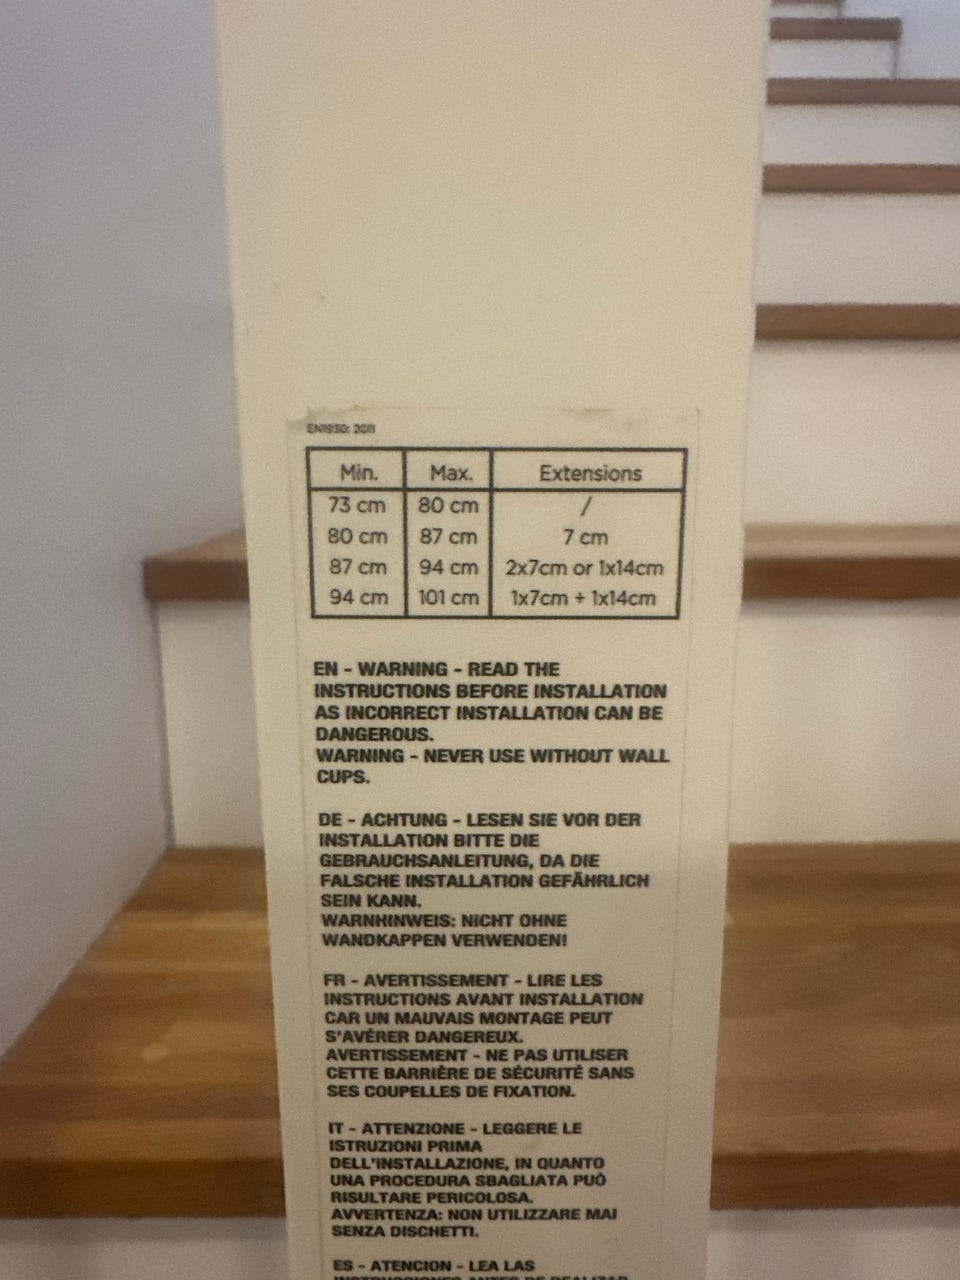 EN1930: 2011
Min. Max. Extensions
73 cm 80 cm /
80 cm 87 cm 7 cm
87 cm 94 cm 2x7cm or 1x14cm
94 cm 101 cm 1x7cm + 1x14cm
EN - WARNING - READ THE
INSTRUCTIONS BEFORE INSTALLATION
AS INCORRECT INSTALLATION CAN BE
DANGEROUS.
WARNING - NEVER USE WITHOUT WALL
CUPS.
DE - ACHTUNG - LESEN SIE VOR DER
INSTALLATION BITTE DIE
GEBRAUCHSANLEITUNG, DA DIE
FALSCHE INSTALLATION GEFÄHRLICH
SEIN KANN.
WARNHINWEIS: NICHT OHNE
WANDKAPPEN VERWENDEN!
FR - AVERTISSEMENT - LIRE LES
INSTRUCTIONS AVANT INSTALLATION
CAR UN MAUVAIS MONTAGE PEUT
S'AVÉRER DANGEREUX.
AVERTISSEMENT - NE PAS UTILISER
CETTE BARRIÈRE DE SÉCURITÉ SANS
SES COUPELLES DE FIXATION.
IT - ATTENZIONE - LEGGERE LE
ISTRUZIONI PRIMA
DELL'INSTALLAZIONE, IN QUANTO
UNA PROCEDURA SBAGLIATA PUÒ
RISULTARE PERICOLOSA.
AVVERTENZA: NON UTILIZZARE MAI
SENZA DISCHETTI.
ES - ATENCION - LEA LAS